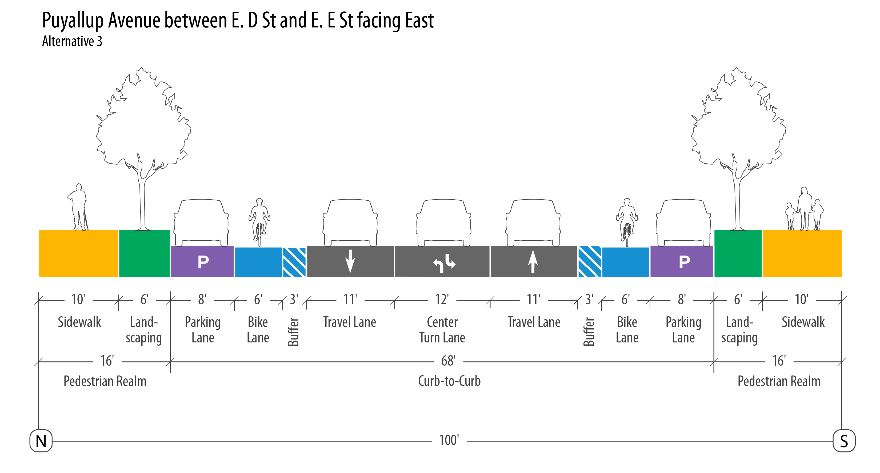 Puyallup Avenue between E. D St and E. E St facing East
Alternative 3
P
P
10' 6' 8' 6' 3' 11' 12' 11' 3' 6' 8' 6' 10'
Sidewalk Land- Parking Bike Buffer Travel Lane Center Travel Lane Buffer Bike Parking Land- Sidewalk
scaping Lane Lane Turn Lane Lane Lane scaping
16' 68' 16'
Pedestrian Realm Curb-to-Curb Pedestrian Realm
N 100' S